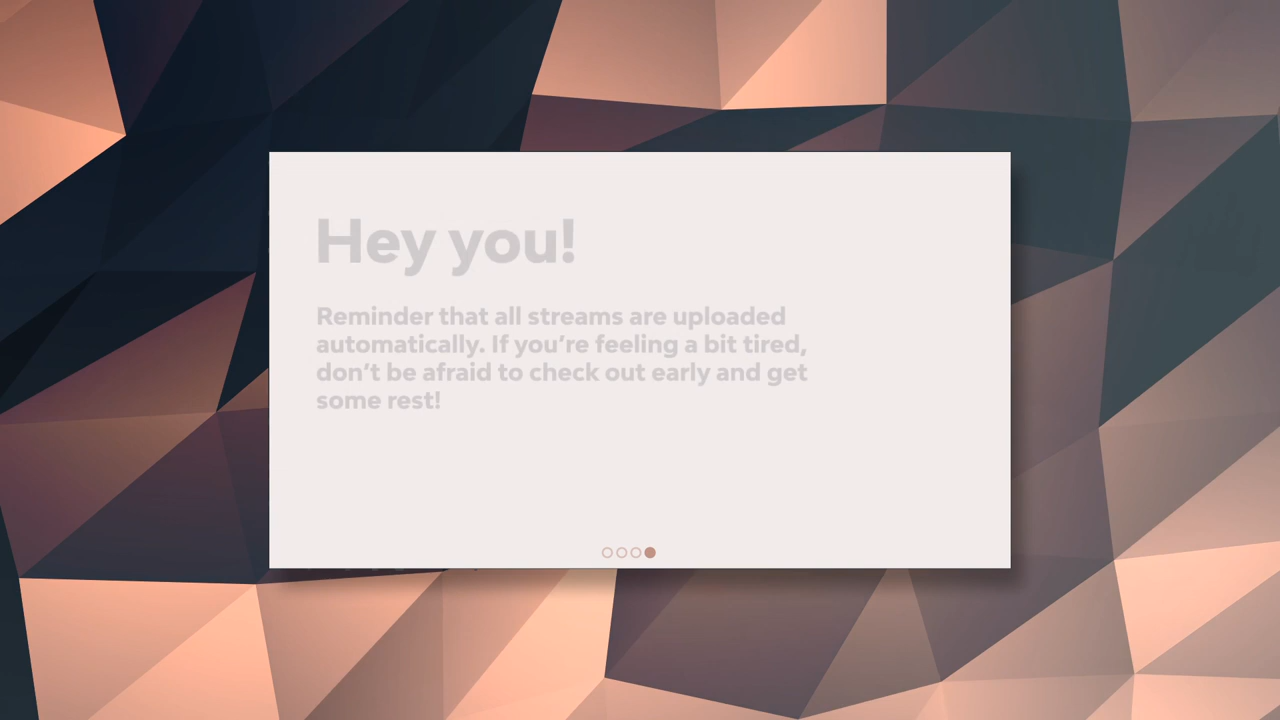 Hey you!
Reminder that all streams are uploaded
automatically. If you’re feeling a bit tired,
don’t be afraid to check out early and get
some rest!